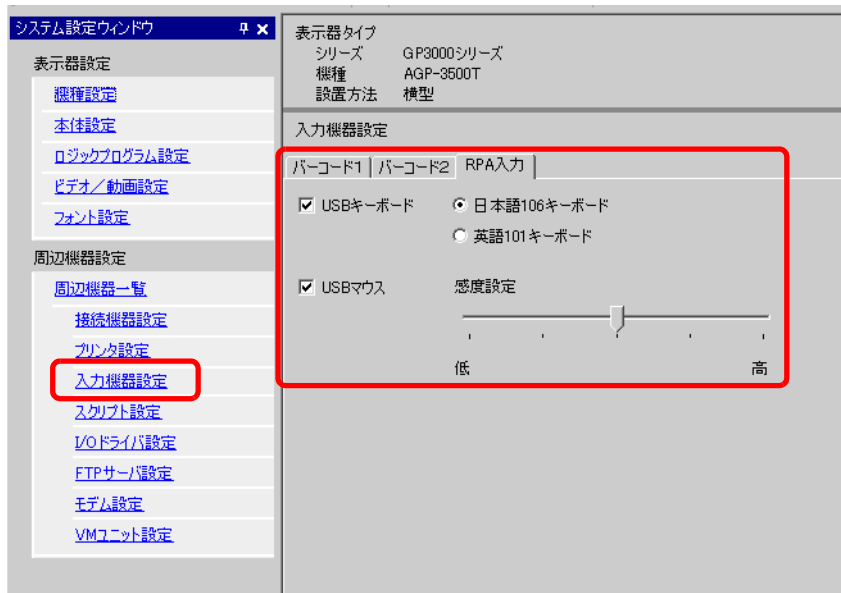 システム設定ウィンドウ
表示器設定
機種設定
本体設定
ロジックプログラム設定
ビデオ／動画設定
フォント設定
周辺機器設定
周辺機器一覧
接続機器設定
プリンタ設定
入力機器設定
スクリプト設定
I/Oドライバ設定
FTPサーバ設定
モデム設定
VMユニット設定
表示器タイプ
シリーズ GP3000シリーズ
機種 AGP-3500T
設置方法 横型
入力機器設定
バーコード1 バーコード2 RPA入力
USBキーボード 日本語106キーボード
英語101キーボード
USBマウス 感度設定
低 高